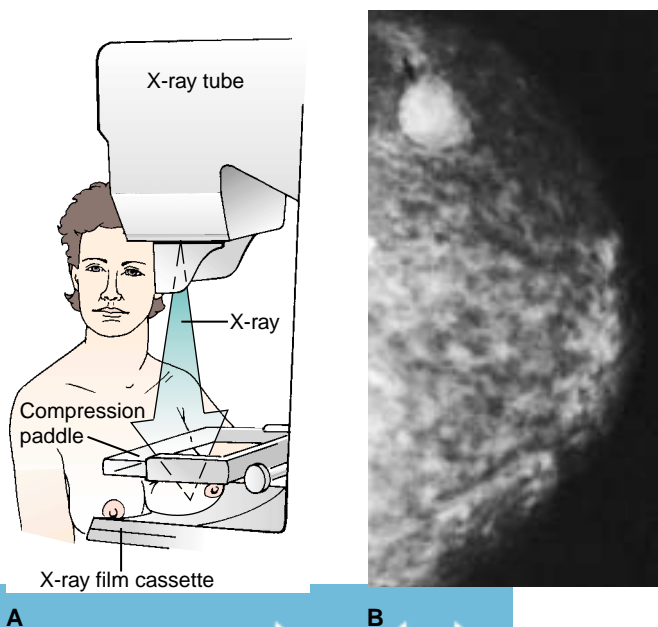 X-ray tube
X-ray
Compression
paddle
X-ray film cassette
A
B